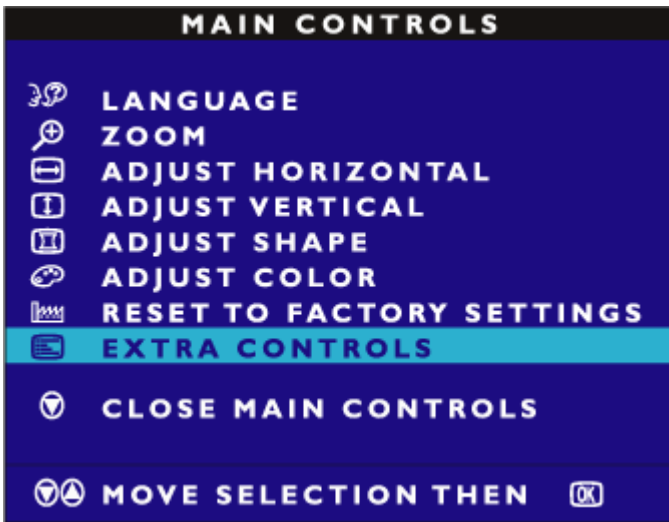 MAIN CONTROLS
LANGUAGE
ZOOM
ADJUST HORIZONTAL
ADJUST VERTICAL
ADJUST SHAPE
ADJUST COLOR
RESET TO FACTORY SETTINGS
EXTRA CONTROLS
CLOSE MAIN CONTROLS
MOVE SELECTION THEN OK